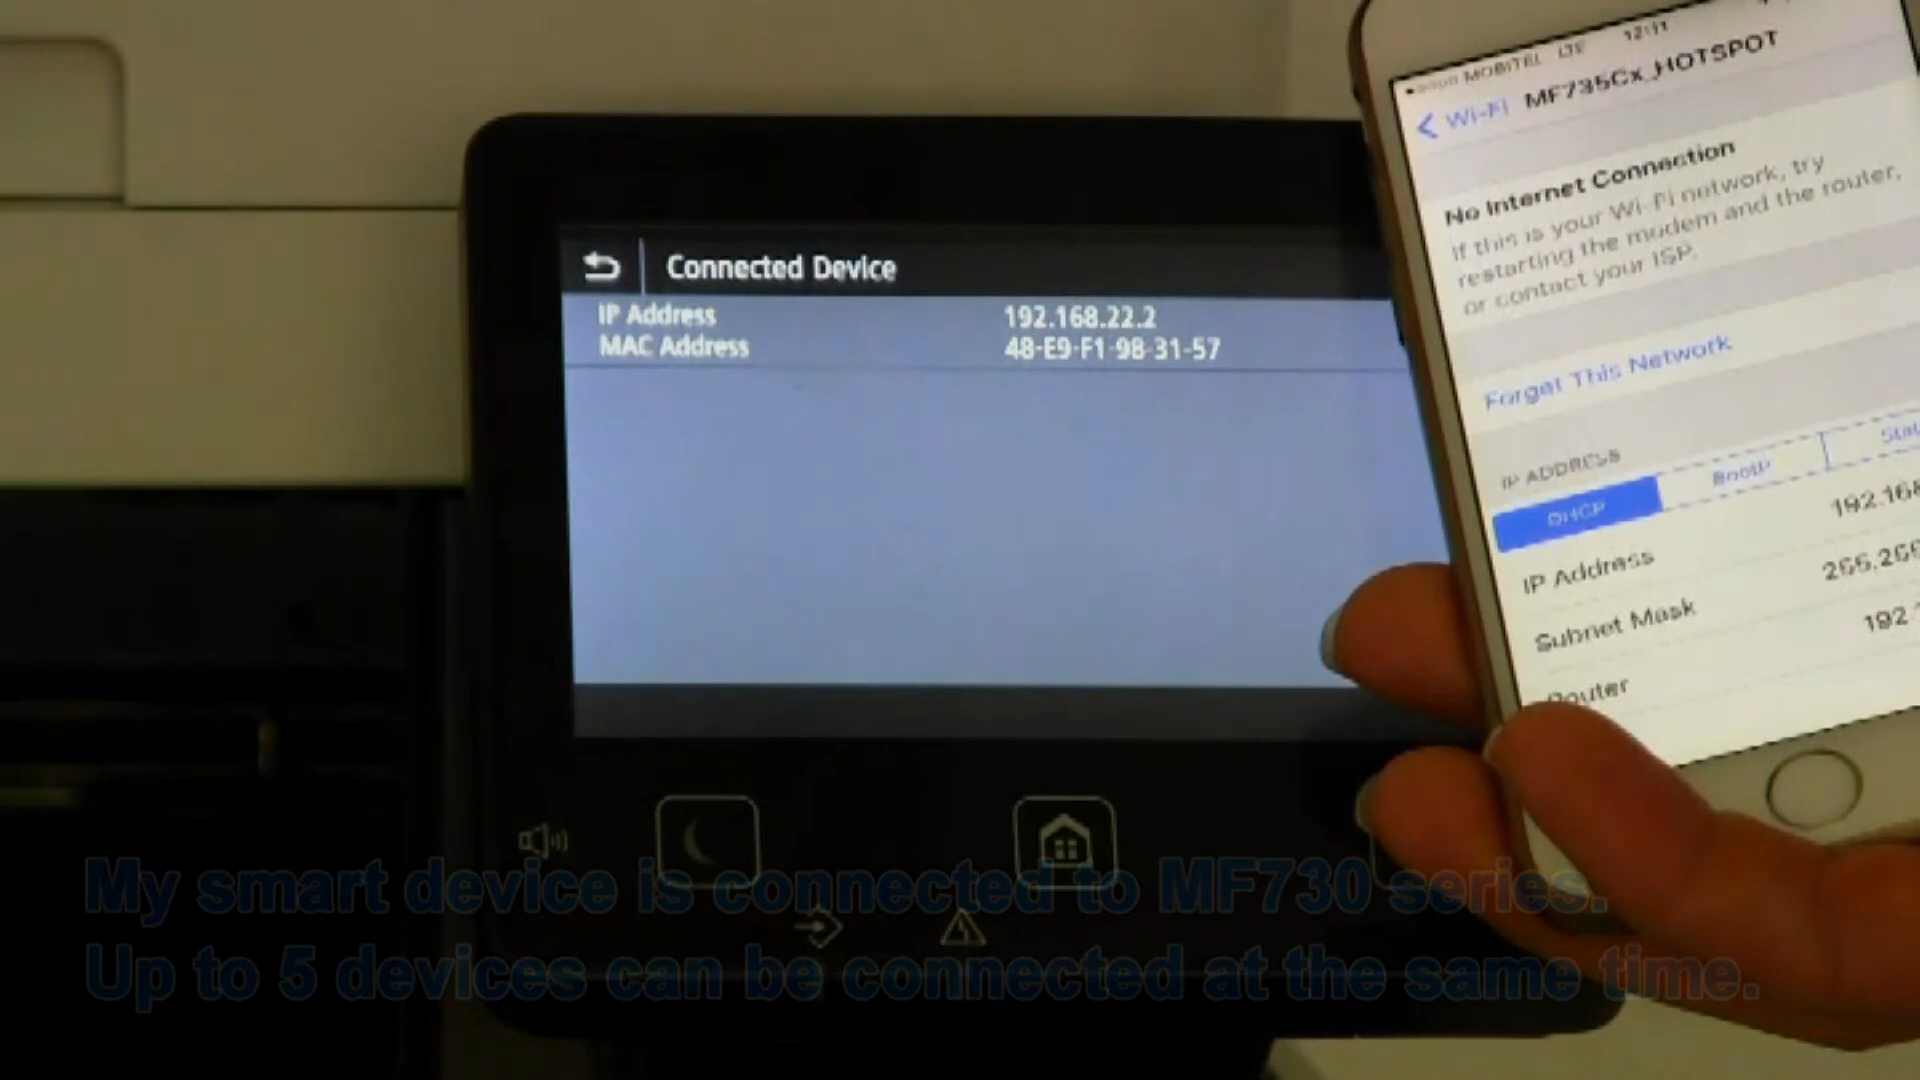 MOBITEL LTE 12:11
Wi-Fi MF735Cx_HOTSPOT
No Internet Connection
If this is your Wi-Fi network, try
restarting the modem and the router,
or contact your ISP.
Forget This Network
IP ADDRESS
DHCP BootP
IP Address 192.168
Subnet Mask
Router 192
Connected Device
IP Address 192.168.22.2
MAC Address 48-E9-F1-98-31-57
My smart device is connected to MF730 series.
Up to 5 devices can be connected at the same time.